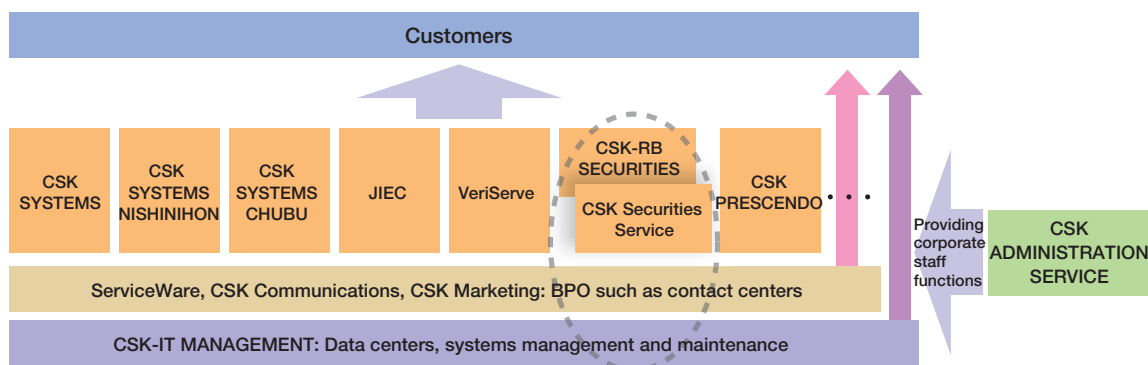 Customers
CSK
SYSTEMS
CSK
SYSTEMS
NISHINIHON
CSK
SYSTEMS
CHUBU
JIEC
VeriServe
CSK-RB
SECURITIES
CSK Securities
Service
CSK
PRESCENDO
• • •
Providing
corporate
staff
functions
CSK
ADMINISTRATION
SERVICE
ServiceWare, CSK Communications, CSK Marketing: BPO such as contact centers
CSK-IT MANAGEMENT: Data centers, systems management and maintenance